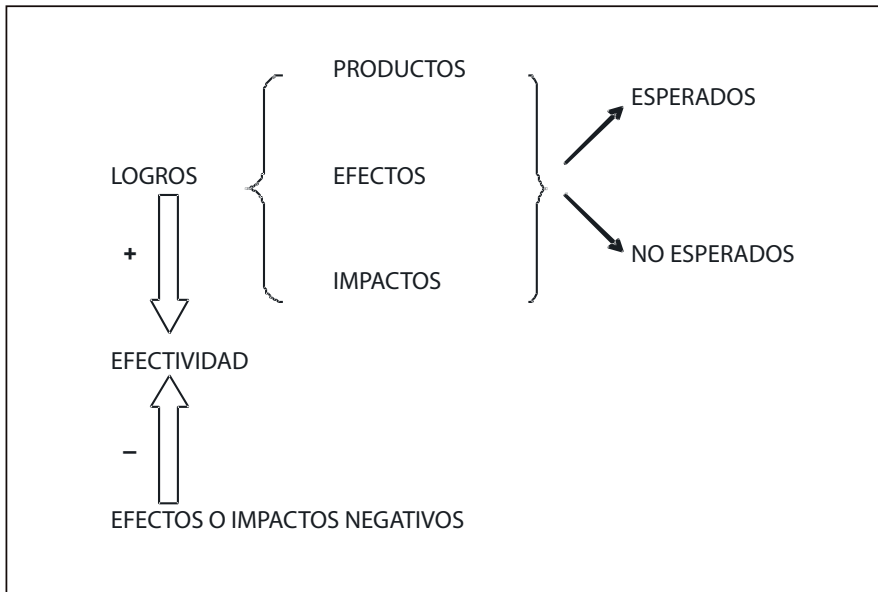 PRODUCTOS
ESPERADOS
LOGROS
EFECTOS
+
NO ESPERADOS
IMPACTOS
EFECTIVIDAD
–
EFECTOS O IMPACTOS NEGATIVOS